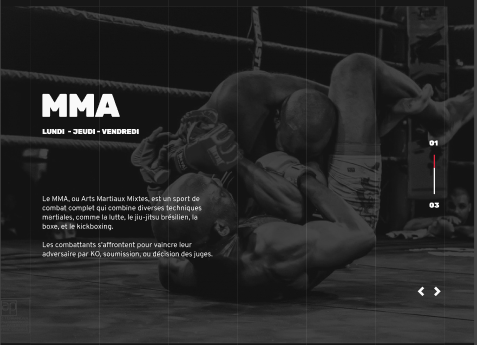 MMA
LUNDI - JEUDI - VENDREDI
Le MMA, ou Arts Martiaux Mixtes, est un sport de
combat complet qui combine diverses techniques
martiales, comme la lutte, le jiu-jitsu brésilien, la
boxe, et le kickboxing.
Les combattants s'affrontent pour vaincre leur
adversaire par KO, soumission, ou décision des juges.
01
03